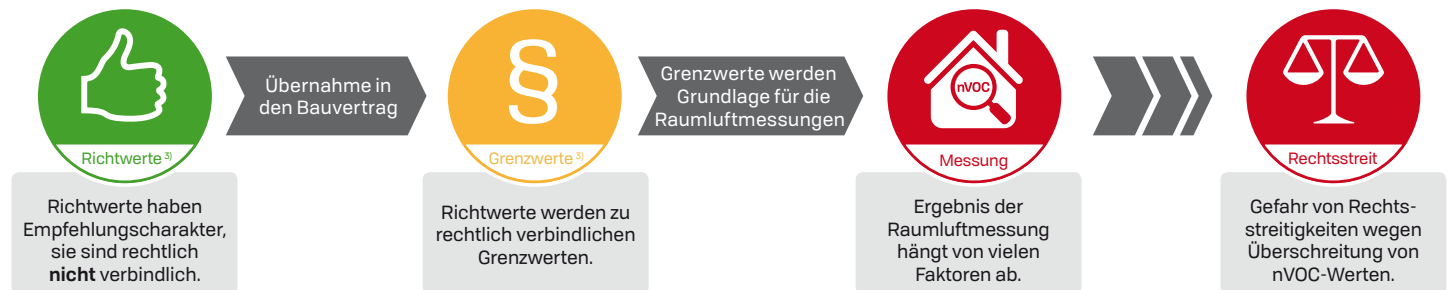 Richtwerte 3)
Richtwerte haben
Empfehlungscharakter,
sie sind rechtlich
nicht verbindlich.
Übernahme in
den Bauvertrag
§
Grenzwerte 3)
Richtwerte werden zu
rechtlich verbindlichen
Grenzwerten.
Grenzwerte werden
Grundlage für die
Raumluftmessungen
nVOC
Messung
Ergebnis der
Raumluftmessung
hängt von vielen
Faktoren ab.
Rechtsstreit
Gefahr von Rechts-
streitigkeiten wegen
Überschreitung von
nVOC-Werten.